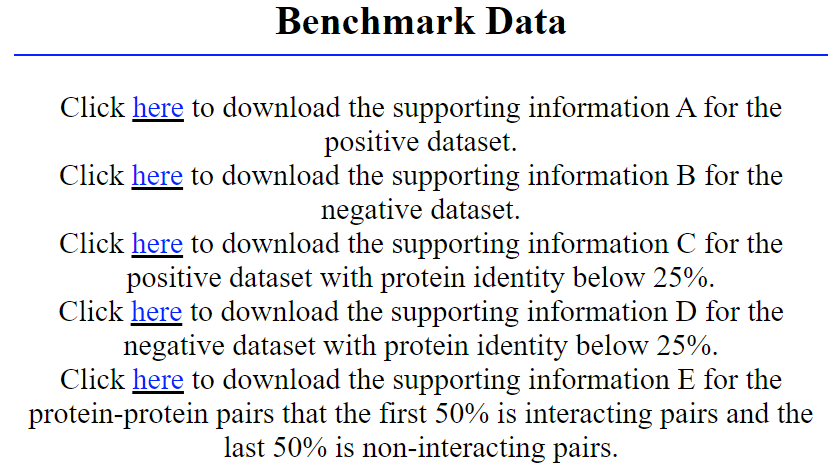 Benchmark Data
Click here to download the supporting information A for the
positive dataset.
Click here to download the supporting information B for the
negative dataset.
Click here to download the supporting information C for the
positive dataset with protein identity below 25%.
Click here to download the supporting information D for the
negative dataset with protein identity below 25%.
Click here to download the supporting information E for the
protein-protein pairs that the first 50% is interacting pairs and the
last 50% is non-interacting pairs.